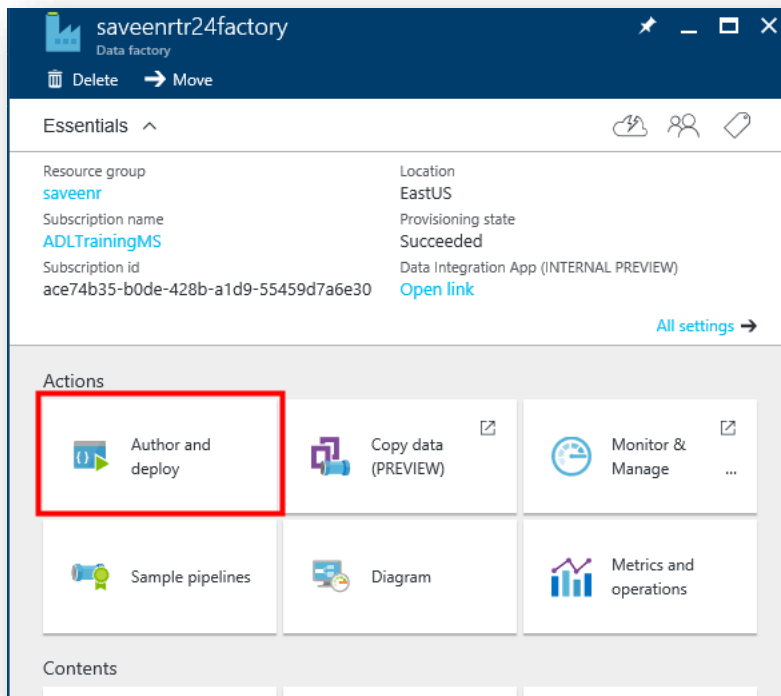 saveenrtr24factory
Data factory
Delete
Move
Essentials
Resource group
saveenr
Subscription name
ADLTrainingMS
Subscription id
ace74b35-b0de-428b-a1d9-55459d7a6e30
Location
EastUS
Provisioning state
Succeeded
Data Integration App (INTERNAL PREVIEW)
Open link
All settings
Actions
Author and
deploy
Copy data
(PREVIEW)
Monitor &
Manage
...
Sample pipelines
Diagram
Metrics and
operations
Contents